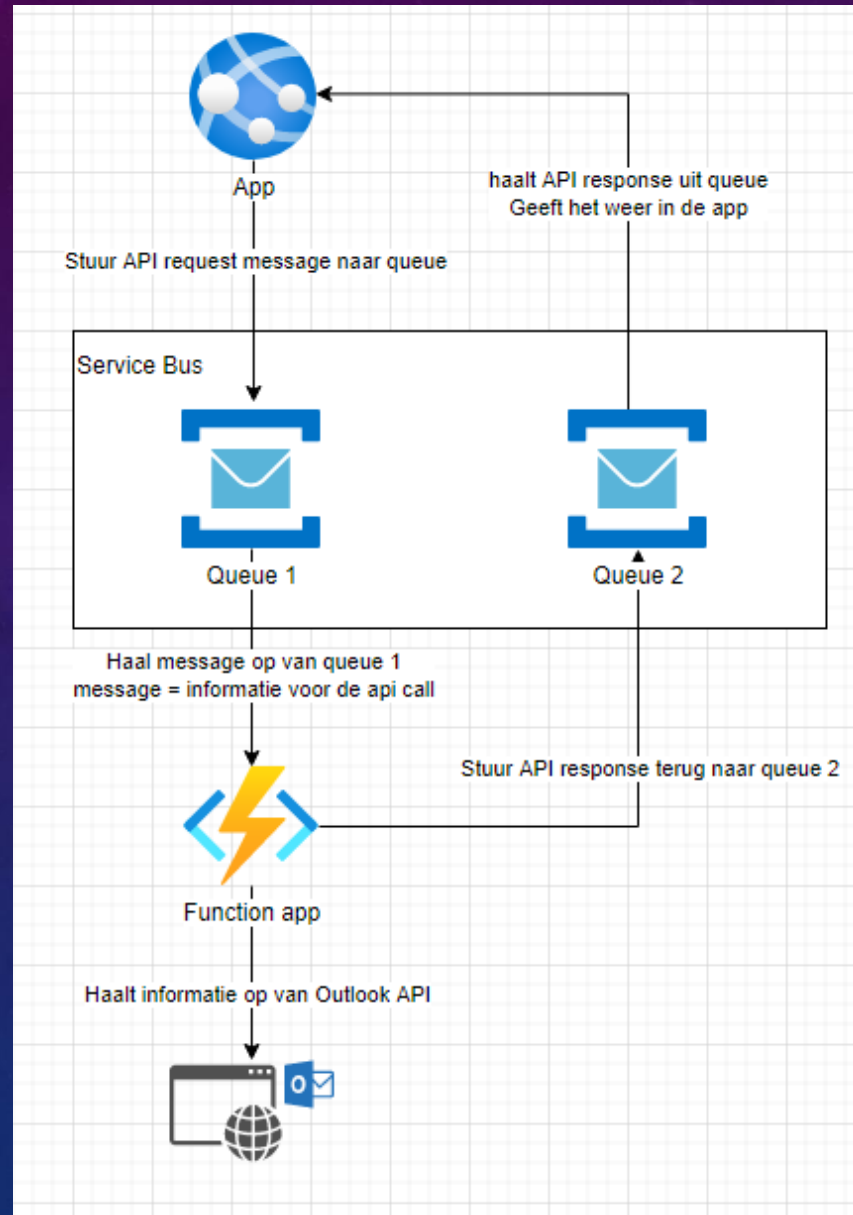 App
haalt API response uit queue
Geeft het weer in de app
Stuur API request message naar queue
Service Bus
Queue 1
Queue 2
Haal message op van queue 1
message = informatie voor de api call
Stuur API response terug naar queue 2
Function app
Haalt informatie op van Outlook API
O